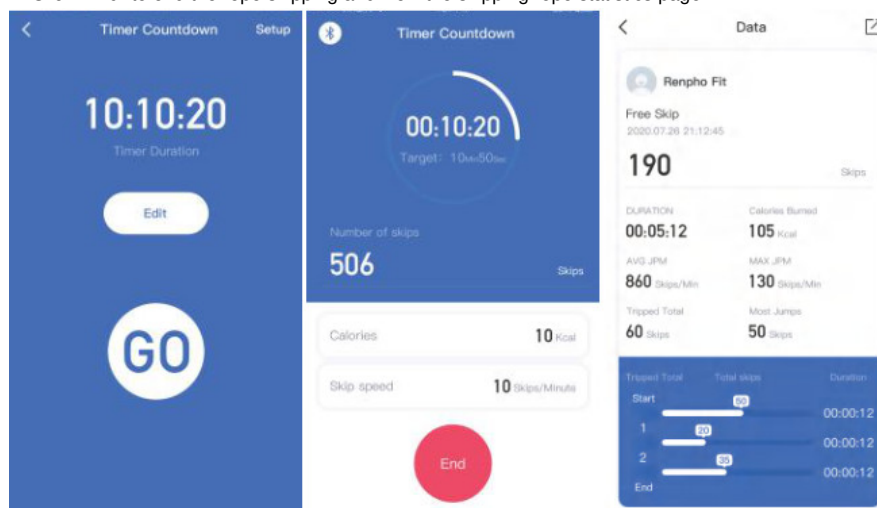 Timer Countdown Setup
10:10:20
Timer Duration
Edit
GO
Timer Countdown
00:10:20
Target: 10Min50Sec
Number of skips
506 Skips
Calories 10 Kcal
Skip speed 10 Skips/Minute
End
Data
Renpho Fit
Free Skip
2020.07.26 21:12:45
190 Skips
DURATION Calories Burned
00:05:12 105 Kcal
AVG JPM MAX JPM
860 Skips/Min 130 Skips/Min
Tripped Total Most Jumps
60 Skips 50 Skips
Tripped Total Total skips Duration
Start 50
00:00:12
1 20
00:00:12
2 35
00:00:12
End